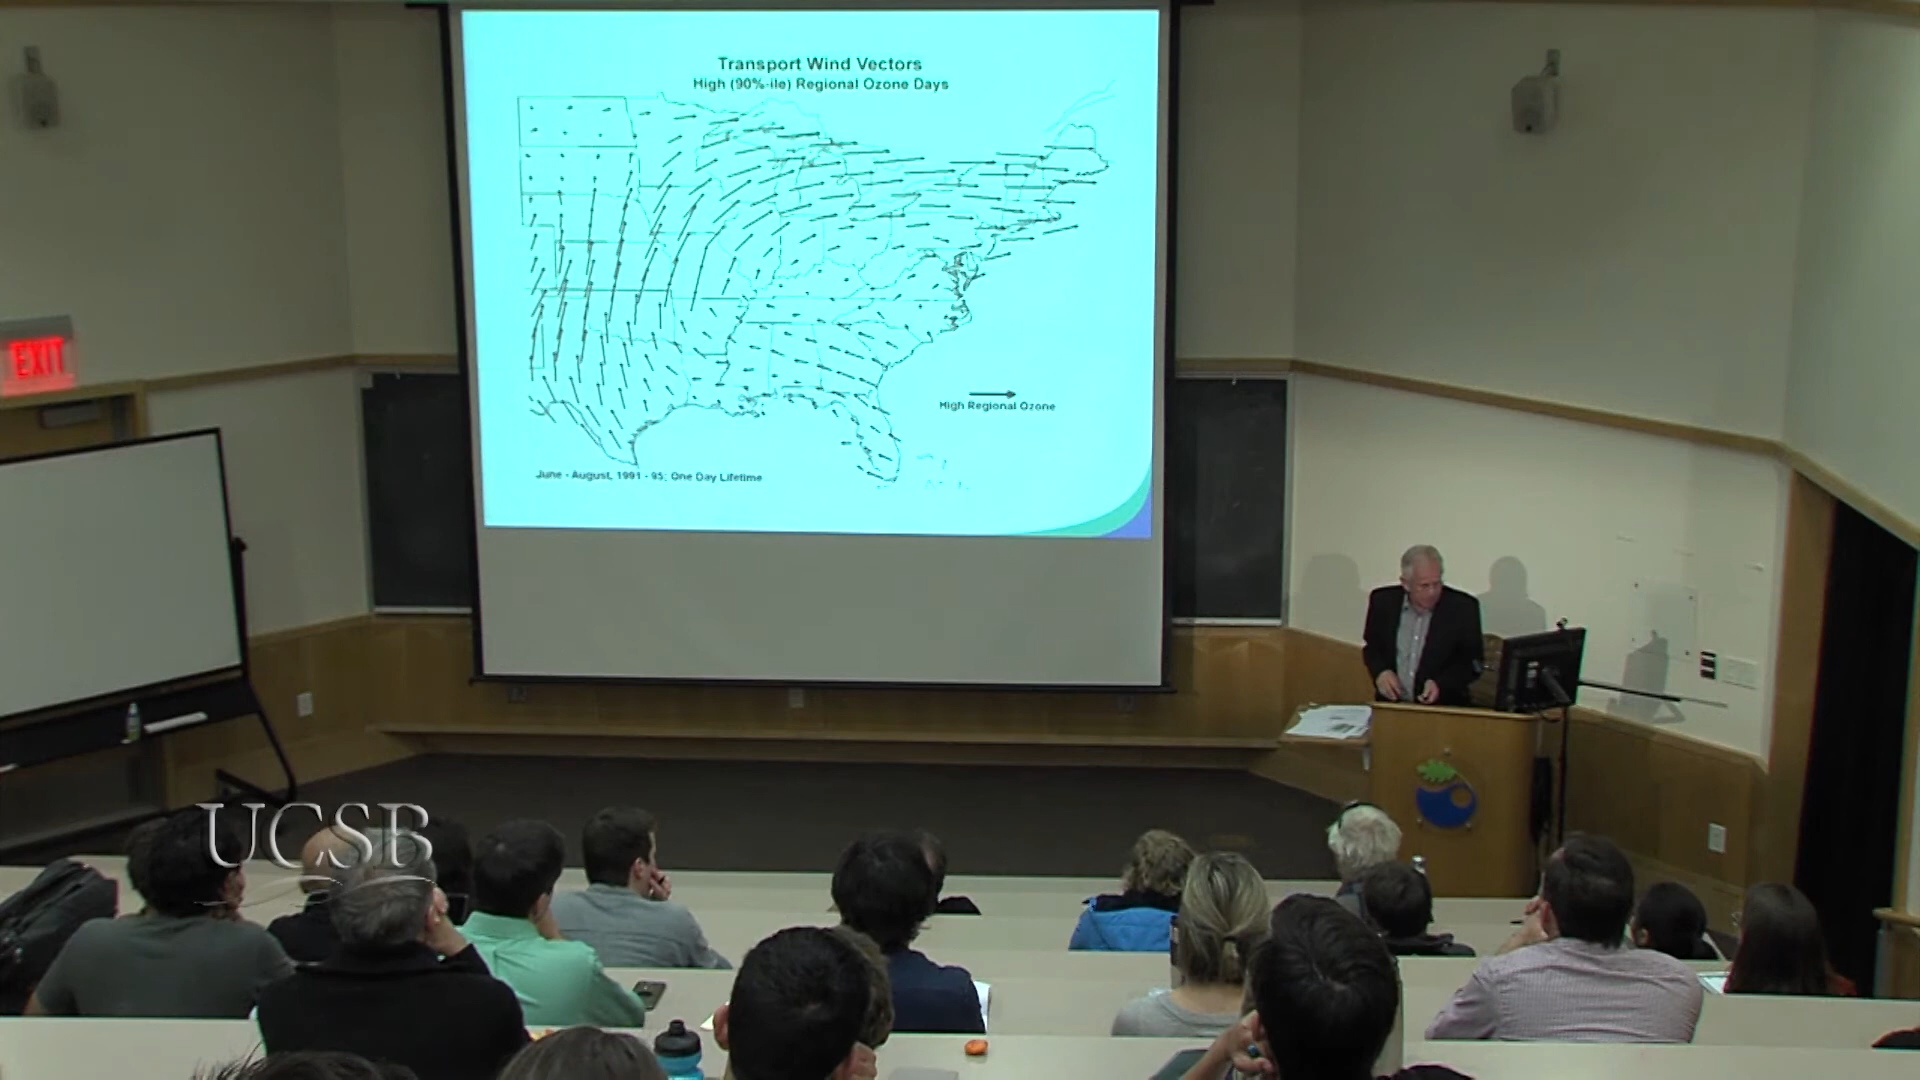 Transport Wind Vectors
High (90%-ile) Regional Ozone Days
High Regional Ozone
June - August, 1991 - 95; One Day Lifetime
EXIT
UCSB